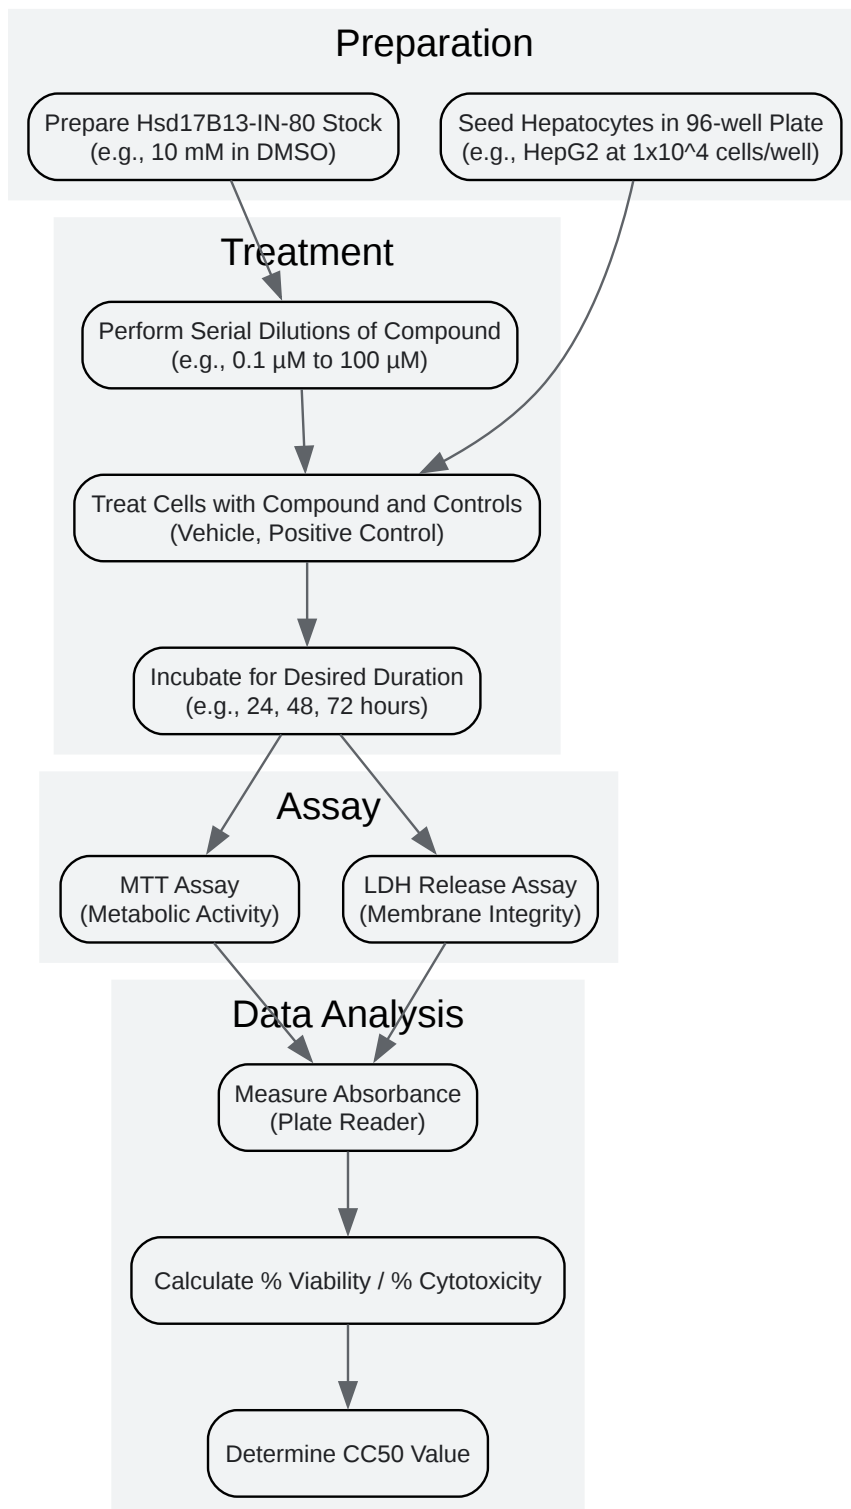 Preparation
Prepare Hsd17B13-IN-80 Stock
(e.g., 10 mM in DMSO)
Seed Hepatocytes in 96-well Plate
(e.g., HepG2 at 1x10^4 cells/well)
Treatment
Perform Serial Dilutions of Compound
(e.g., 0.1 µM to 100 µM)
Treat Cells with Compound and Controls
(Vehicle, Positive Control)
Incubate for Desired Duration
(e.g., 24, 48, 72 hours)
Assay
MTT Assay
(Metabolic Activity)
LDH Release Assay
(Membrane Integrity)
Data Analysis
Measure Absorbance
(Plate Reader)
Calculate % Viability / % Cytotoxicity
Determine CC50 Value